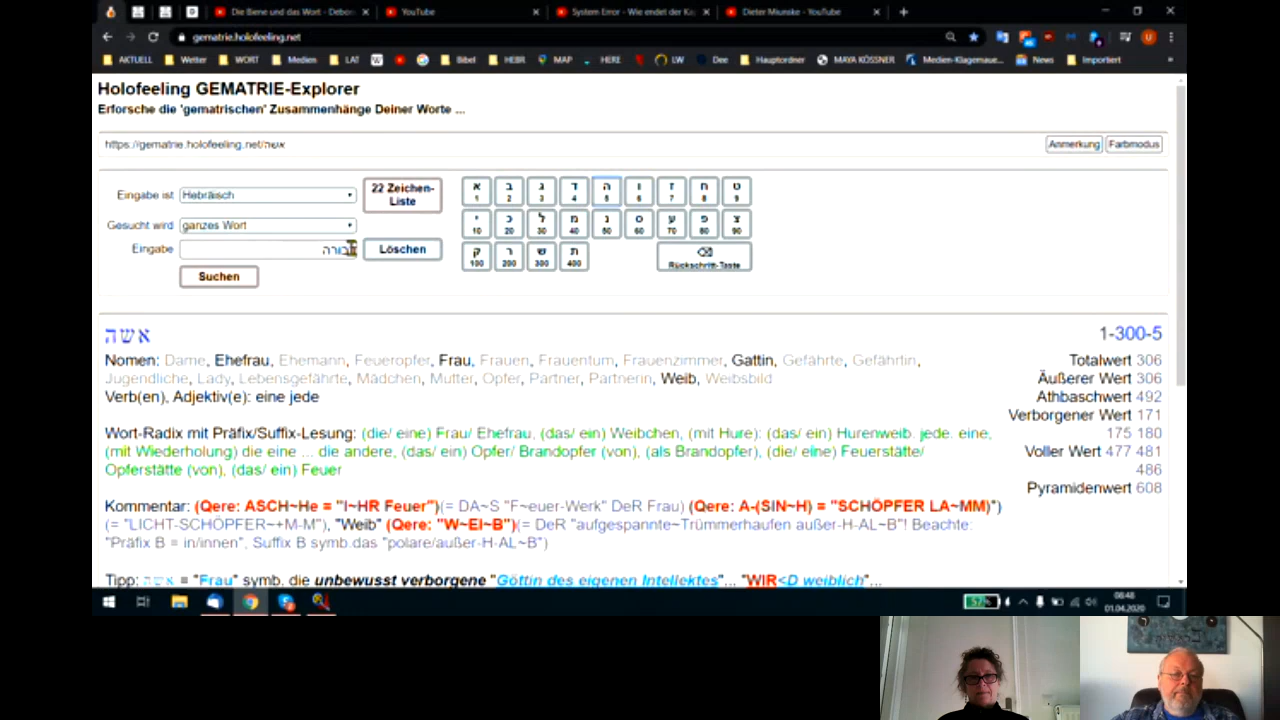 Die Biene und das Wort - Debor
YouTube
System Error - Wie endet der Ka
Dieter Miunske - YouTube
gematrie.holofeeling.net
AKTUELL Wetter WORT Medien LAT Bibel HEBR MAP HERE LW Dee Hauptordner MAYA KÖSSNER Medien-Klagemaue... News Importiert
Holofeeling GEMATRIE-Explorer
Erforsche die 'gematrischen' Zusammenhänge Deiner Worte ...
https://gematrie.holofeeling.net/אשה
Anmerkung Farbmodus
Eingabe ist Hebräisch
22 Zeichen-Liste
Gesucht wird ganzes Wort
Eingabe בורה
Löschen
Suchen
א ב ג ד ה ו ז ח ט
1 2 3 4 5 6 7 8 9
י כ ל מ נ ס ע פ צ
10 20 30 40 50 60 70 80 90
ק ר ש ת
100 200 300 400
Rückschritt-Taste
אשה
1-300-5
Nomen: Dame, Ehefrau, Ehemann, Feueropfer, Frau, Frauen, Frauentum, Frauenzimmer, Gattin, Gefährte, Gefährtin,
Jugendliche, Lady, Lebensgefährte, Mädchen, Mutter, Opfer, Partner, Partnerin, Weib, Weibsbild
Verb(en), Adjektiv(e): eine jede
Totalwert 306
Äußerer Wert 306
Athbaschwert 492
Verborgener Wert 171
175 180
Voller Wert 477 481
486
Pyramidenwert 608
Wort-Radix mit Präfix/Suffix-Lesung: (die/ eine) Frau/ Ehefrau, (das/ ein) Weibchen, (mit Hure): (das/ ein) Hurenweib, jede, eine,
(mit Wiederholung) die eine ... die andere, (das/ ein) Opfer/ Brandopfer (von), (als Brandopfer), (die/ eine) Feuerstätte/
Opferstätte (von), (das/ ein) Feuer
Kommentar: (Qere: ASCH~He = "I~HR Feuer")(= DA~S "F~euer-Werk" DeR Frau) (Qere: A-(SIN~H) = "SCHÖPFER LA~MM)")
(= "LICHT-SCHÖPFER~+M-M"), "Weib" (Qere: "W~EI~B")(= DeR "aufgespannte~Trümmerhaufen außer-H-AL~B"! Beachte:
"Präfix B = in/innen", Suffix B symb.das "polare/außer-H-AL~B")
Tipp: אשה = "Frau" symb. die unbewusst verborgene "Göttin des eigenen Intellektes"... "WIR<D weiblich"...
57%
08:48
01.04.2020